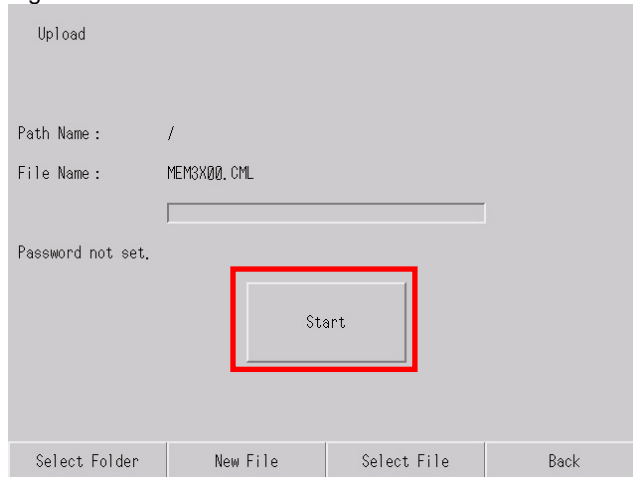 Upload
Path Name : /
File Name : MEM3X00.CML
Password not set.
Start
Select Folder New File Select File Back